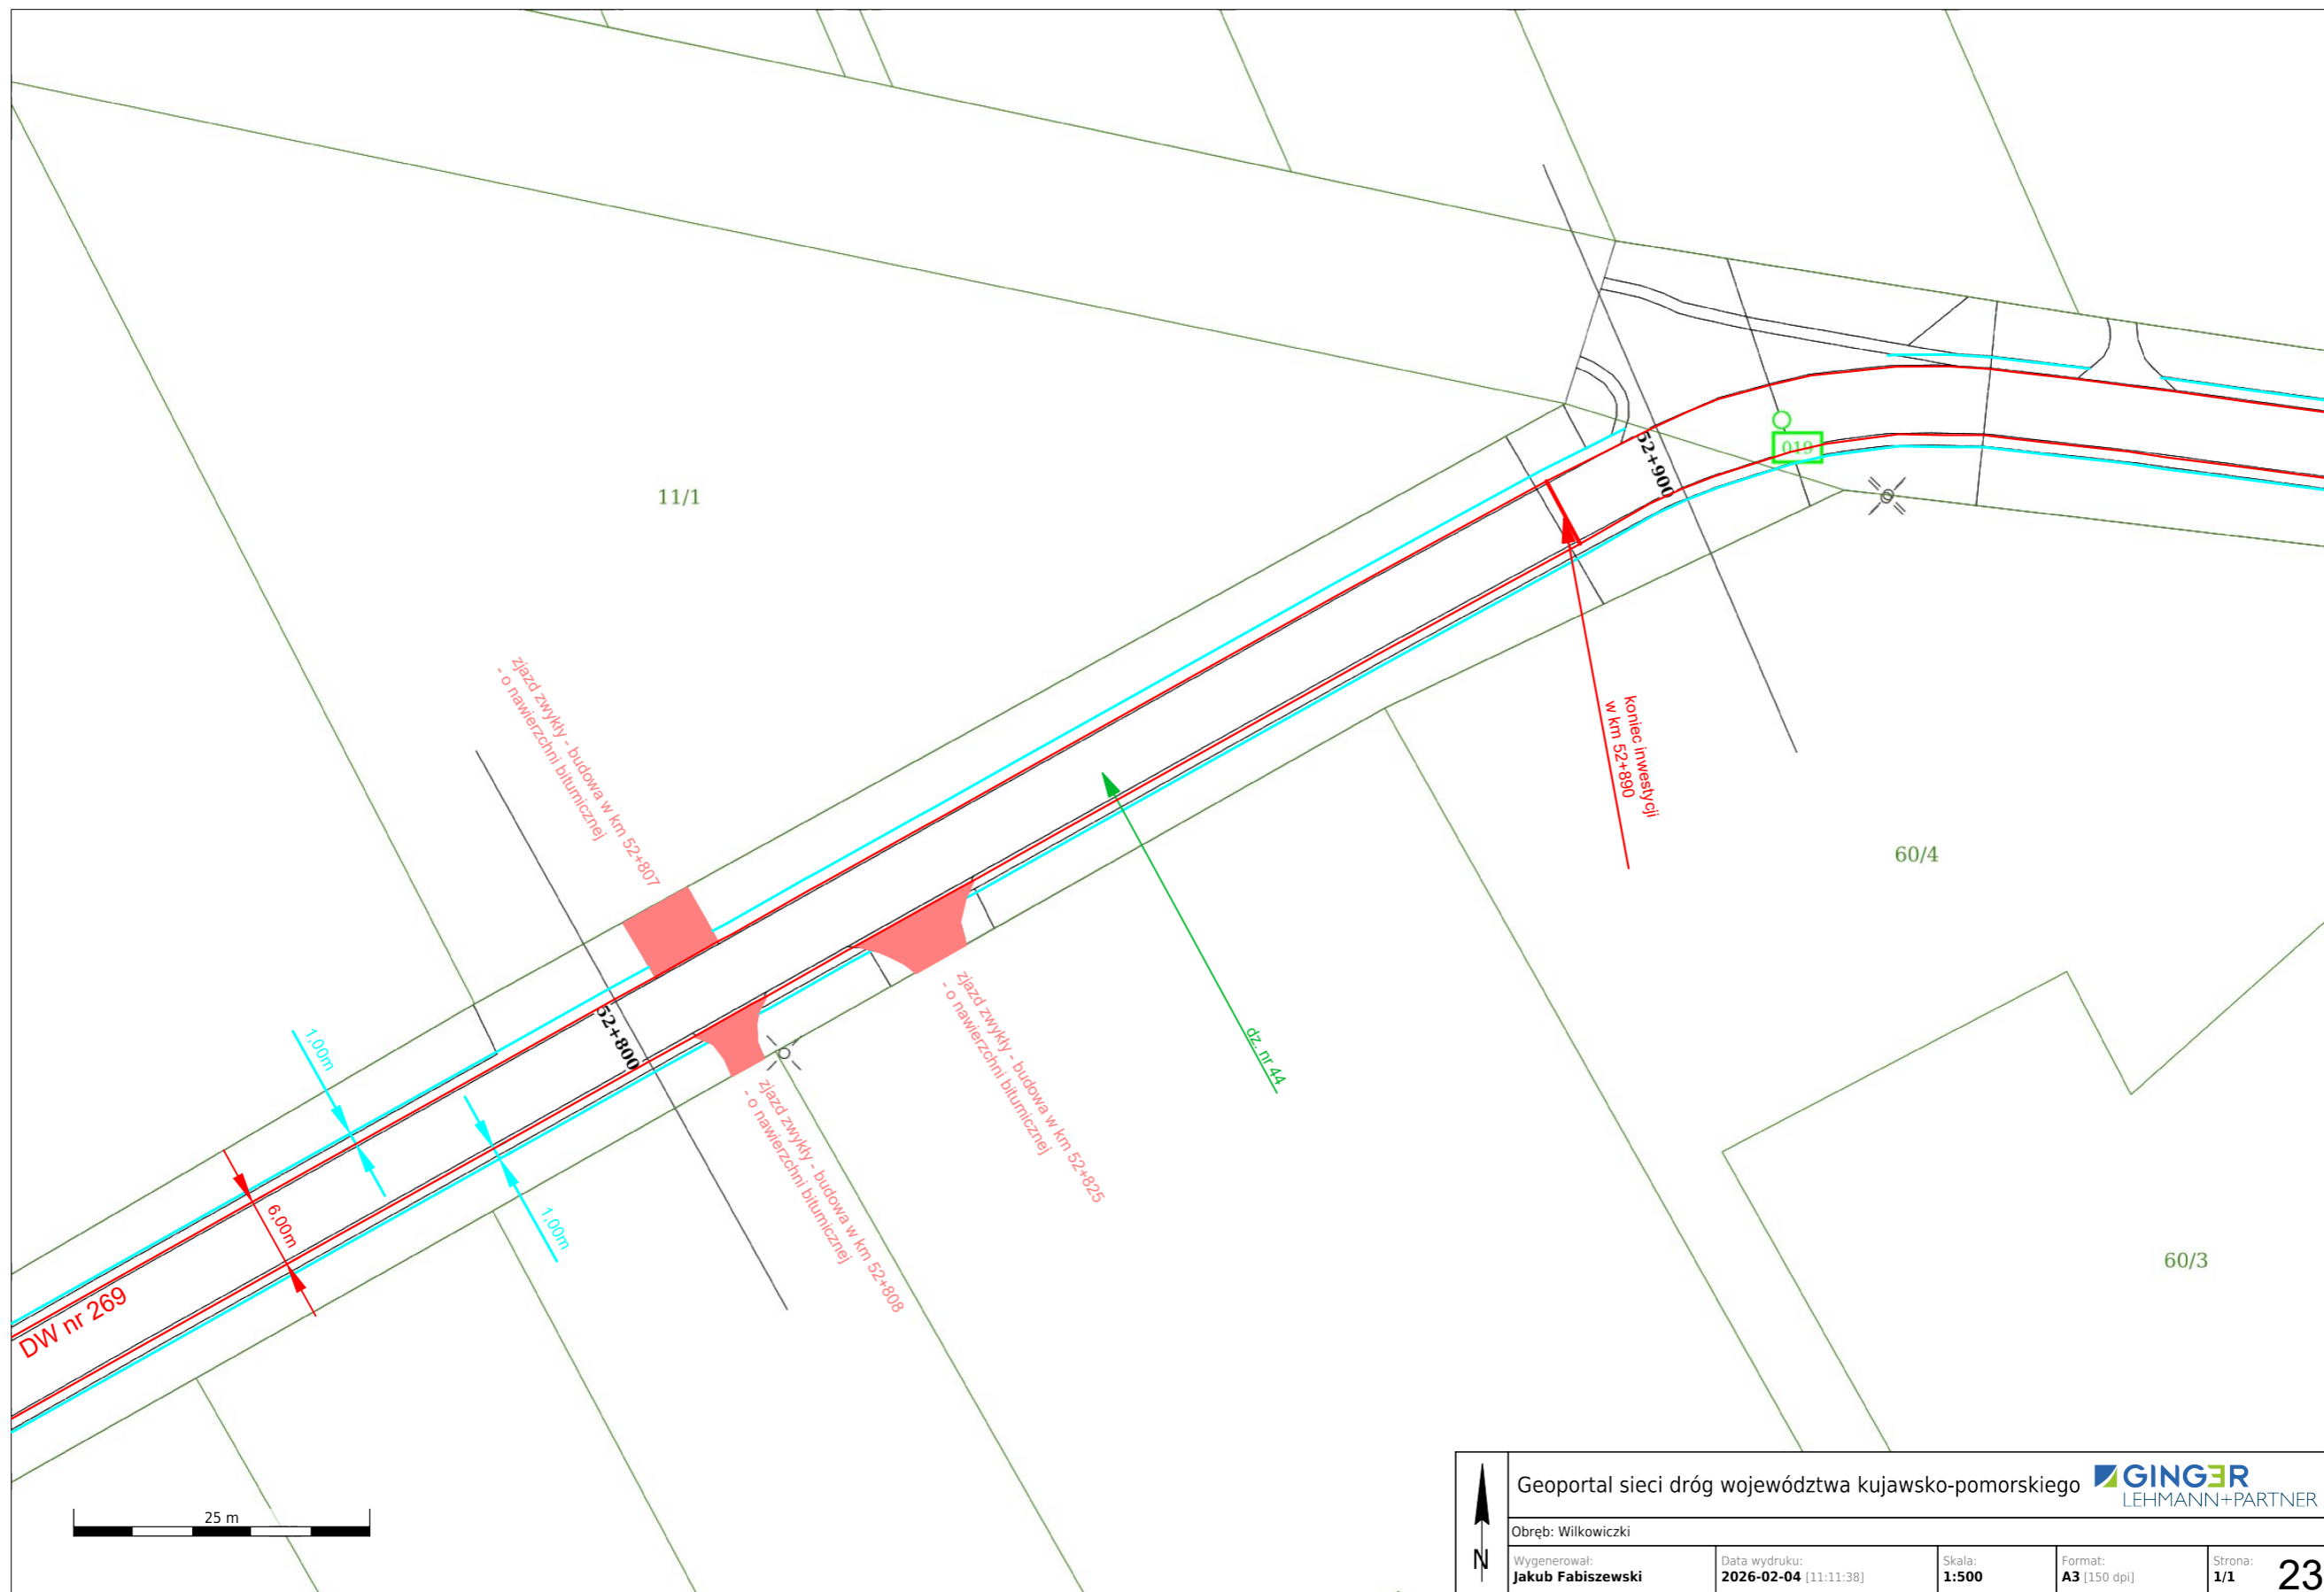 11/1
52+900
019
zjazd zwykły - budowa w km 52+807
- o nawierzchni bitumicznej
koniec inwestycji
w km 52+890
60/4
52+800
1,00m
zjazd zwykły - budowa w km 52+825
- o nawierzchni bitumicznej
dz. nr 44
zjazd zwykły - budowa w km 52+808
- o nawierzchni bitumicznej
1,00m
6,00m
60/3
DW nr 269
25 m
Geoportal sieci dróg województwa kujawsko-pomorskiego
GINGER
LEHMANN+PARTNER
Obręb: Wilkowiczki
N
Wygenerował:
Jakub Fabiszewski
Data wydruku:
2026-02-04 [11:11:38]
Skala:
1:500
Format:
A3 [150 dpi]
Strona:
1/1
23